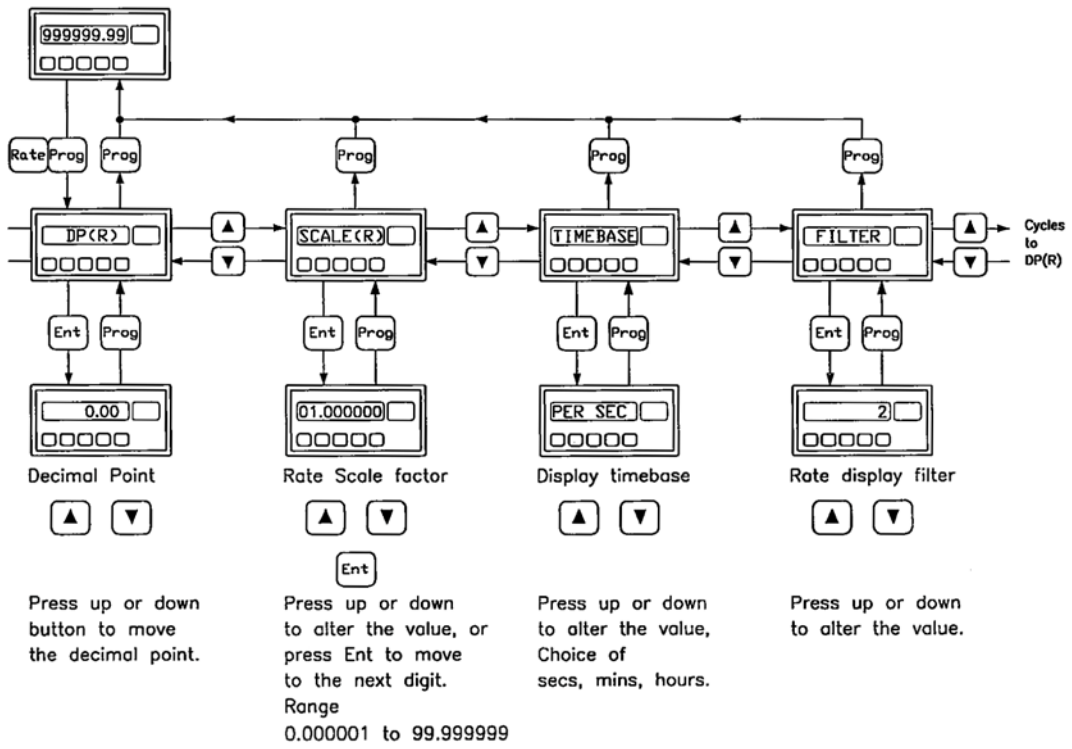 999999.99
Rate Prog Prog Prog Prog Prog
DP(R) ▲ ▼ SCALE(R) ▲ ▼ TIMEBASE ▲ ▼ FILTER ▲ ▼ Cycles
to
DP(R)
Ent Prog Ent Prog Ent Prog Ent Prog
0.00 01.000000 PER SEC 2
Decimal Point
▲ ▼
Press up or down
button to move
the decimal point.
Rate Scale factor
▲ ▼
Ent
Press up or down
to alter the value, or
press Ent to move
to the next digit.
Range
0.000001 to 99.999999
Display timebase
▲ ▼
Press up or down
to alter the value,
Choice of
secs, mins, hours.
Rate display filter
▲ ▼
Press up or down
to alter the value.